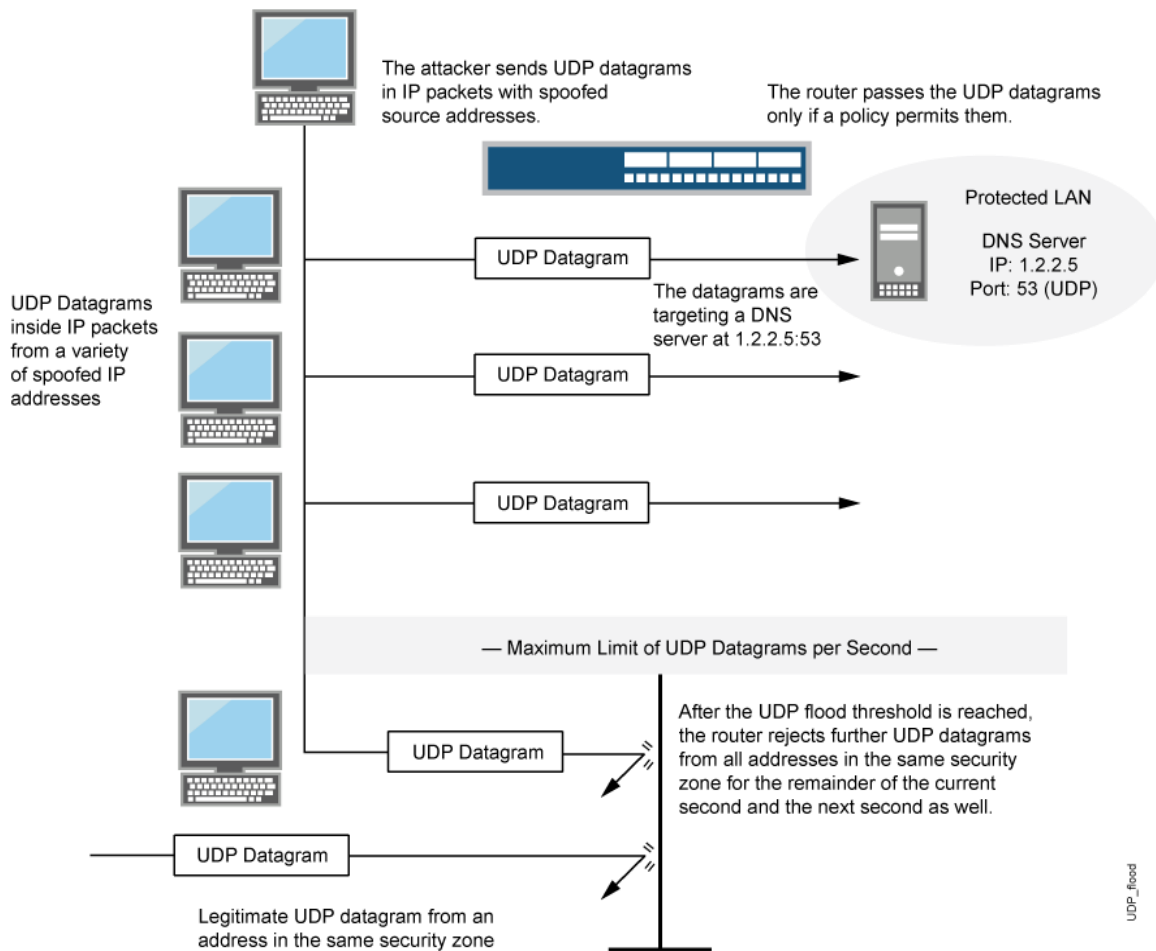 The attacker sends UDP datagrams
in IP packets with spoofed
source addresses.
The router passes the UDP datagrams
only if a policy permits them.
Protected LAN
DNS Server
IP: 1.2.2.5
Port: 53 (UDP)
UDP Datagram
The datagrams are
targeting a DNS
server at 1.2.2.5:53
UDP Datagrams
inside IP packets
from a variety
of spoofed IP
addresses
UDP Datagram
UDP Datagram
— Maximum Limit of UDP Datagrams per Second —
After the UDP flood threshold is reached,
the router rejects further UDP datagrams
from all addresses in the same security
zone for the remainder of the current
second and the next second as well.
UDP Datagram
UDP Datagram
Legitimate UDP datagram from an
address in the same security zone
UDP_flood